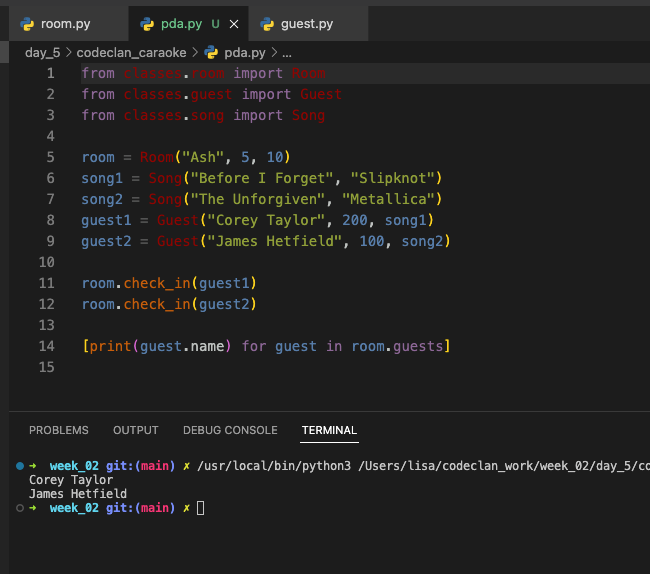 room.py pda.py U × guest.py
day_5 > codeclan_caraoke > pda.py > ...
1 from classes.room import Room
2 from classes.guest import Guest
3 from classes.song import Song
4
5 room = Room("Ash", 5, 10)
6 song1 = Song("Before I Forget", "Slipknot")
7 song2 = Song("The Unforgiven", "Metallica")
8 guest1 = Guest("Corey Taylor", 200, song1)
9 guest2 = Guest("James Hetfield", 100, song2)
10
11 room.check_in(guest1)
12 room.check_in(guest2)
13
14 [print(guest.name) for guest in room.guests]
15
PROBLEMS OUTPUT DEBUG CONSOLE TERMINAL
➜ week_02 git:(main) ✗ /usr/local/bin/python3 /Users/lisa/codeclan_work/week_02/day_5/co
Corey Taylor
James Hetfield
➜ week_02 git:(main) ✗